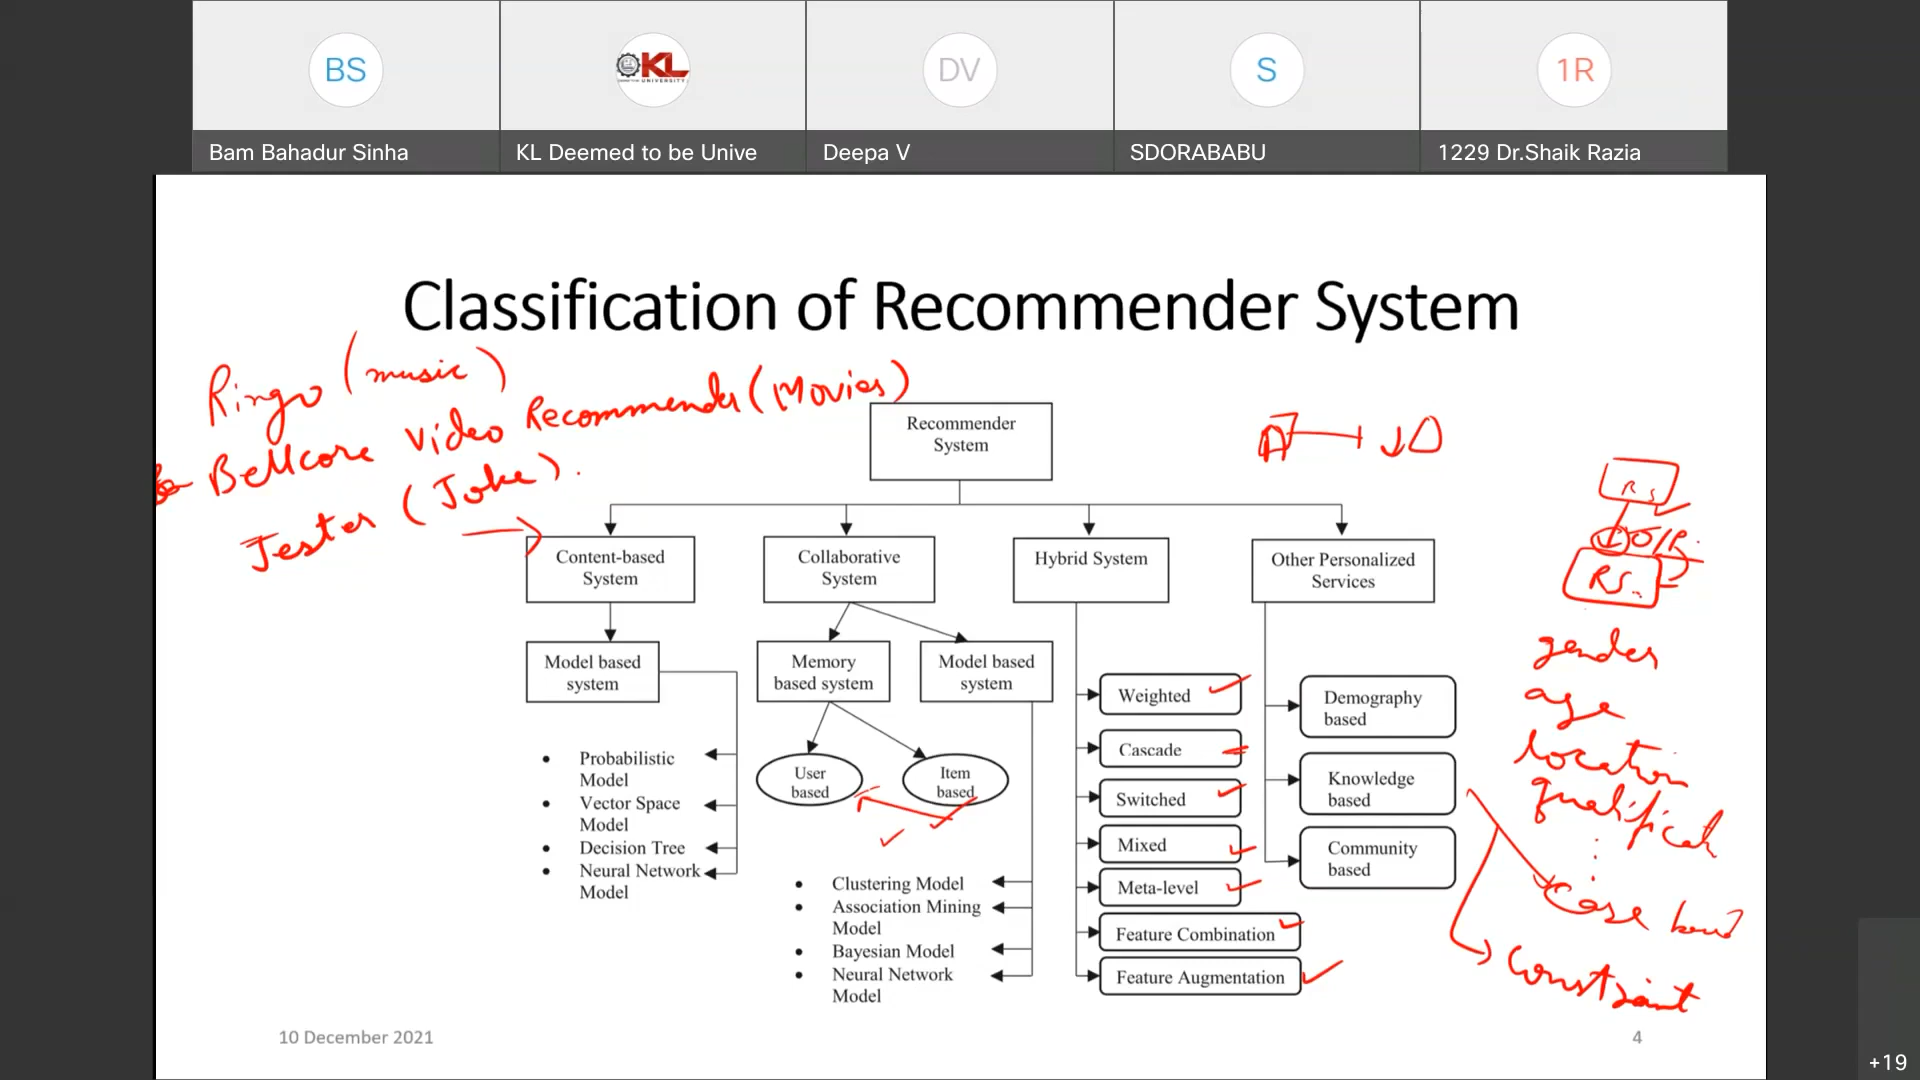 BS
KL
UNIVERSITY
DV
S
1R
Bam Bahadur Sinha
KL Deemed to be Unive
Deepa V
SDORABABU
1229 Dr.Shaik Razia
Classification of Recommender System
Ringo (music)
Bellcore Video Recommender (Movies)
Jester (Joke).
Recommender
System
RS
O/P.
RS.
Content-based
System
Collaborative
System
Hybrid System
Other Personalized
Services
Model based
system
Memory
based system
Model based
system
• Probabilistic
Model
• Vector Space
Model
• Decision Tree
• Neural Network
Model
User
based
Item
based
• Clustering Model
• Association Mining
Model
• Bayesian Model
• Neural Network
Model
Weighted
Cascade
Switched
Mixed
Meta-level
Feature Combination
Feature Augmentation
Demography
based
Knowledge
based
Community
based
gender
age
location
Case
Constraint
10 December 2021
4
+19